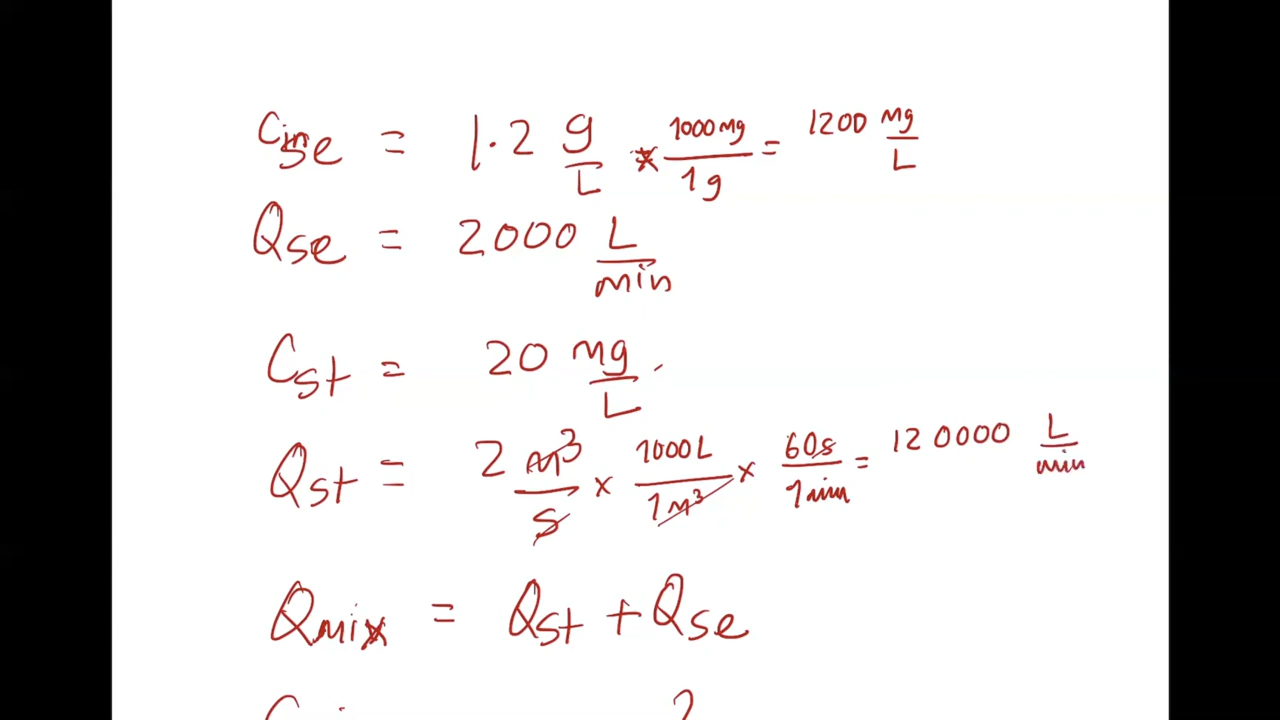 Cinse = 1.2 g/L * 1000mg/1g = 1200 mg/L
Qse = 2000 L/min
Cst = 20 mg/L
Qst = 2 m³/s × 1000L/1m³ × 60s/1min = 120000 L/min
Qmix = Qst + Qse